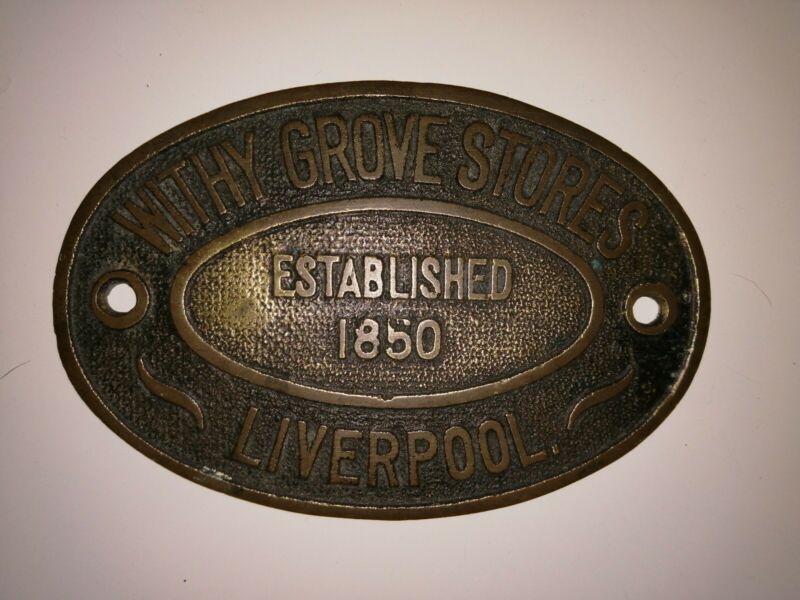 WITHY GROVE STORES
ESTABLISHED
1850
LIVERPOOL.